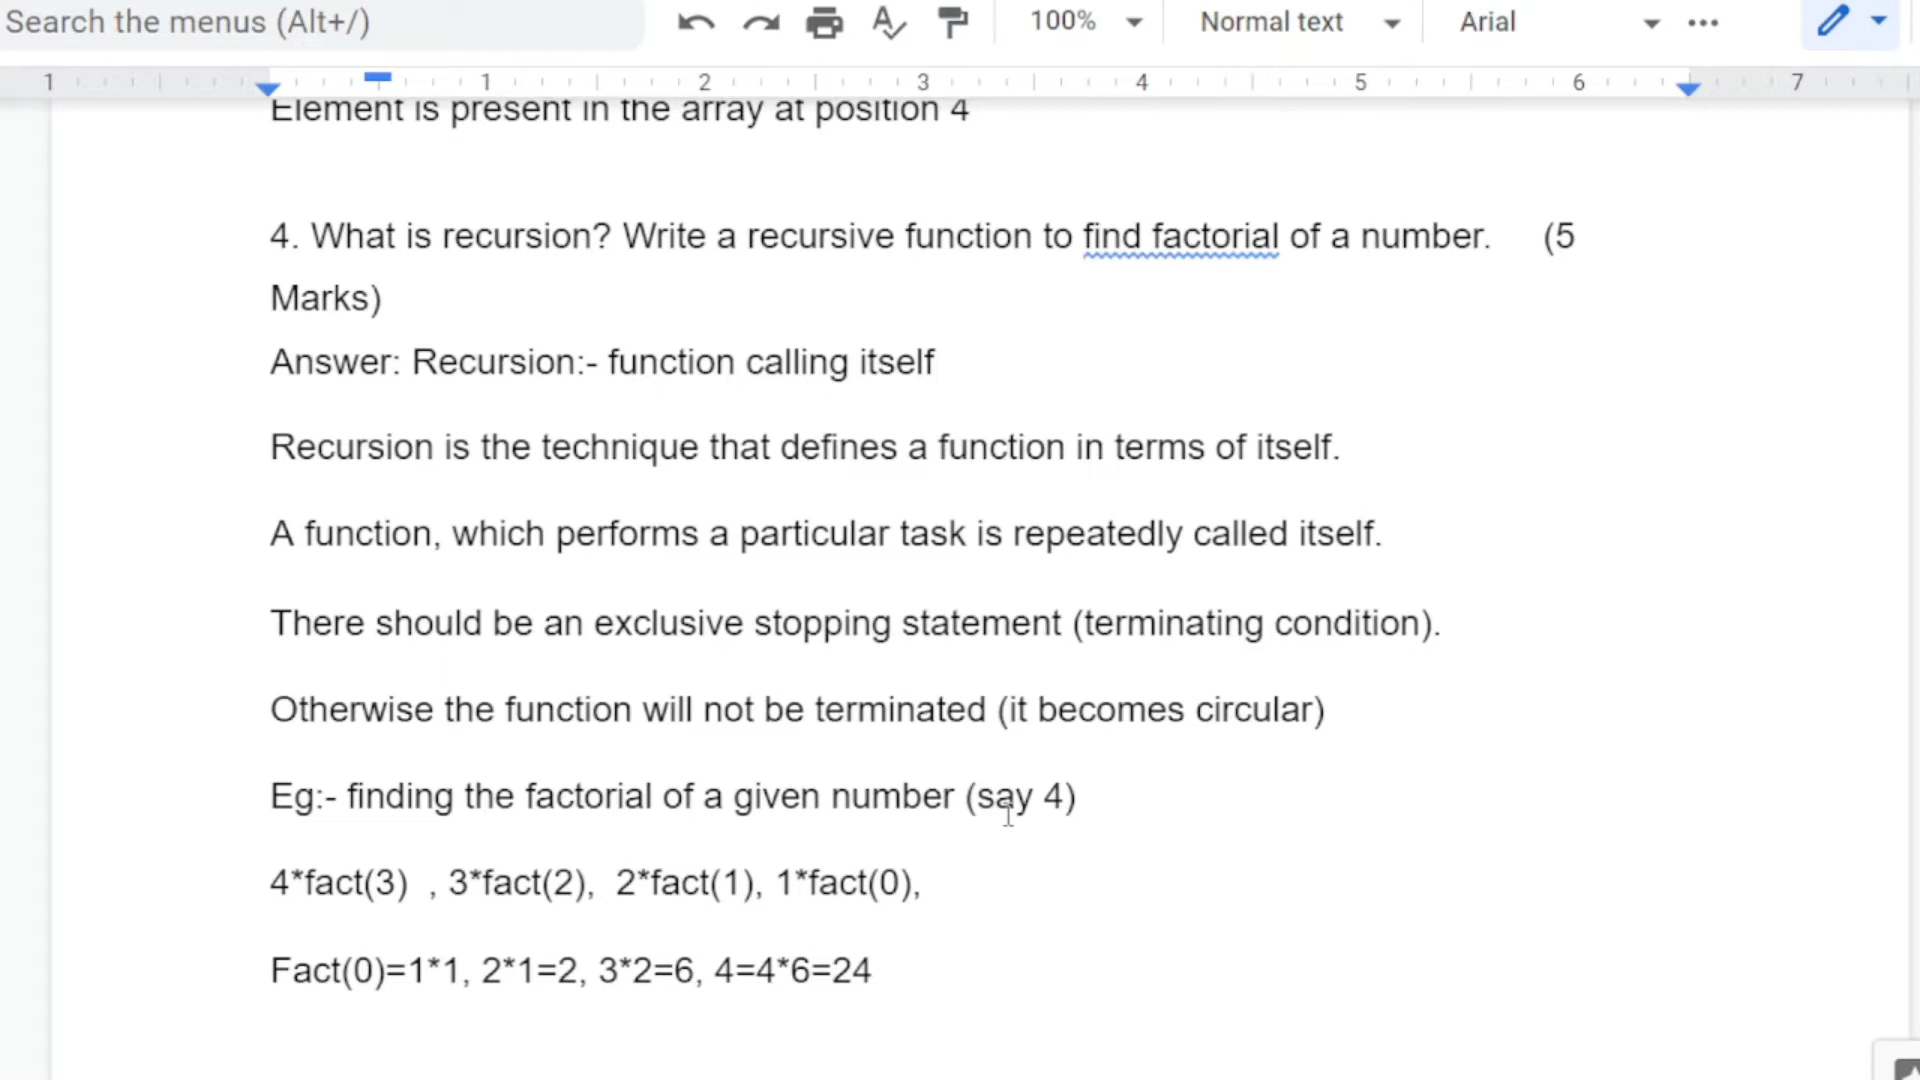 Search the menus (Alt+/) 100% Normal text Arial
1 1 2 3 4 5 6 7
Element is present in the array at position 4
4. What is recursion? Write a recursive function to find factorial of a number. (5
Marks)
Answer: Recursion:- function calling itself
Recursion is the technique that defines a function in terms of itself.
A function, which performs a particular task is repeatedly called itself.
There should be an exclusive stopping statement (terminating condition).
Otherwise the function will not be terminated (it becomes circular)
Eg:- finding the factorial of a given number (say 4)
4*fact(3) , 3*fact(2), 2*fact(1), 1*fact(0),
Fact(0)=1*1, 2*1=2, 3*2=6, 4=4*6=24